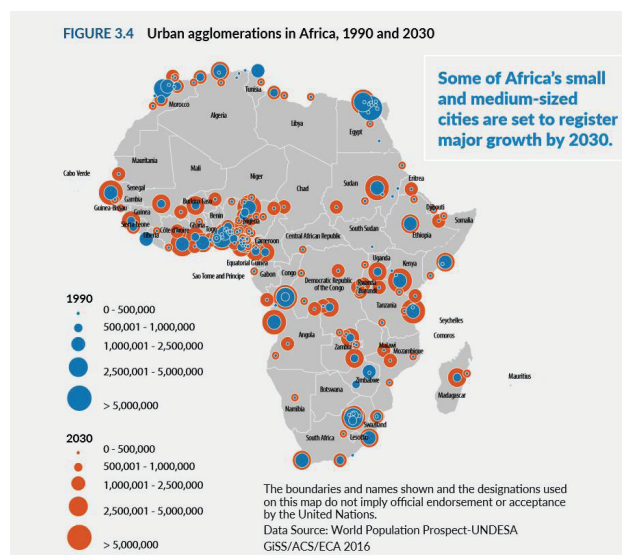 FIGURE 3.4 Urban agglomerations in Africa, 1990 and 2030
Some of Africa's small
and medium-sized
cities are set to register
major growth by 2030.
Tunisia
Morocco
Algeria
Libya
Egypt
Cabo Verde
Mauritania
Mali
Niger
Chad
Sudan
Eritrea
Senegal
Gambia
Guinea-Bissau
Guinea
Burkina Faso
Benin
Nigeria
Djibouti
Somalia
Sierra Leone
Liberia
Côte d'Ivoire
Ghana
Togo
Cameroon
Central African Republic
South Sudan
Ethiopia
Equatorial Guinea
Sao Tome and Principe
Gabon
Congo
Democratic Republic
of the Congo
Uganda
Kenya
Rwanda
Burundi
Tanzania
Seychelles
Comoros
Angola
Zambia
Malawi
Mozambique
Zimbabwe
Mauritius
Madagascar
Botswana
Namibia
Swaziland
South Africa
Lesotho
1990
0 - 500,000
500,001 - 1,000,000
1,000,001 - 2,500,000
2,500,001 - 5,000,000
> 5,000,000
2030
0 - 500,000
500,001 - 1,000,000
1,000,001 - 2,500,000
2,500,001 - 5,000,000
> 5,000,000
The boundaries and names shown and the designations used
on this map do not imply official endorsement or acceptance
by the United Nations.
Data Source: World Population Prospect-UNDESA
GiSS/ACS/ECA 2016